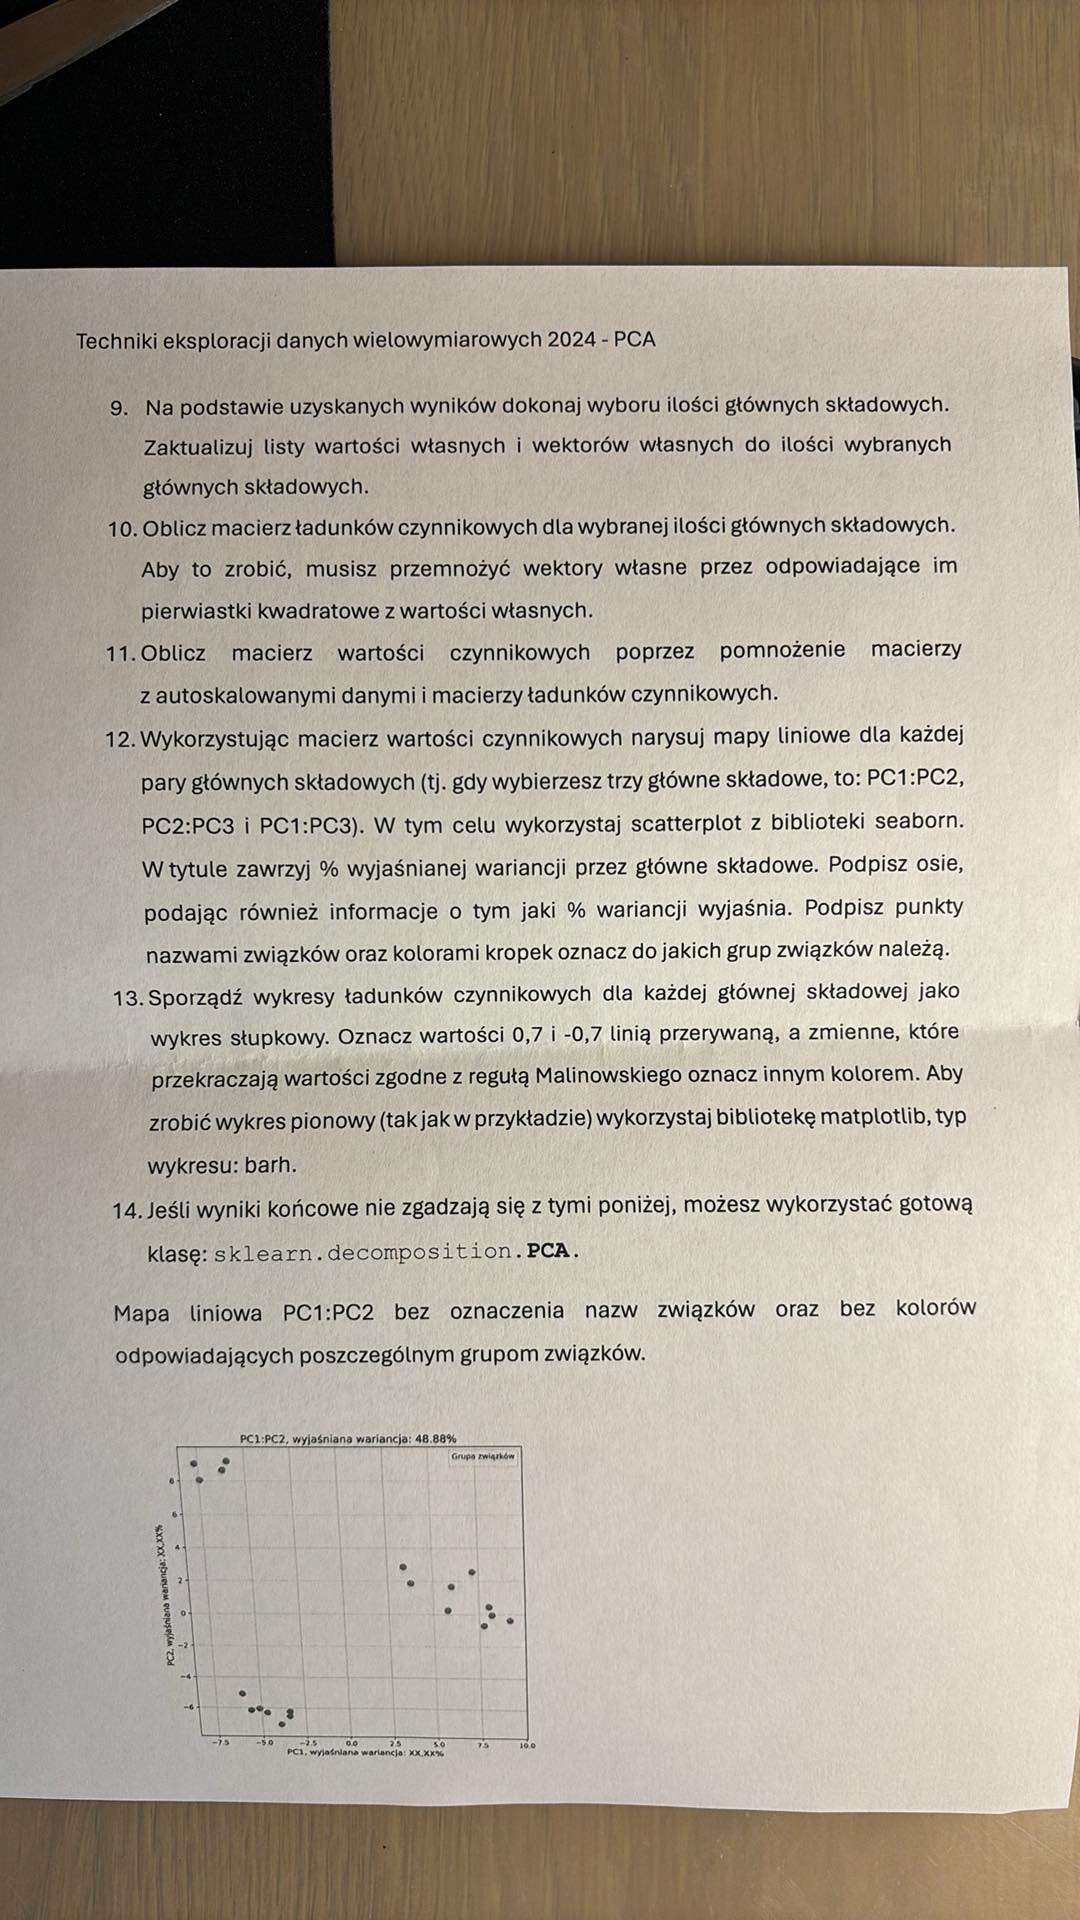 Techniki eksploracji danych wielowymiarowych 2024 - PCA
9. Na podstawie uzyskanych wyników dokonaj wyboru ilości głównych składowych.
Zaktualizuj listy wartości własnych i wektorów własnych do ilości wybranych
głównych składowych.
10. Oblicz macierz ładunków czynnikowych dla wybranej ilości głównych składowych.
Aby to zrobić, musisz przemnożyć wektory własne przez odpowiadające im
pierwiastki kwadratowe z wartości własnych.
11. Oblicz macierz wartości czynnikowych poprzez pomnożenie macierzy
z autoskalowanymi danymi i macierzy ładunków czynnikowych.
12. Wykorzystując macierz wartości czynnikowych narysuj mapy liniowe dla każdej
pary głównych składowych (tj. gdy wybierzesz trzy główne składowe, to: PC1:PC2,
PC2:PC3 i PC1:PC3). W tym celu wykorzystaj scatterplot z biblioteki seaborn.
W tytule zawrzyj % wyjaśnianej wariancji przez główne składowe. Podpisz osie,
podając również informacje o tym jaki % wariancji wyjaśnia. Podpisz punkty
nazwami związków oraz kolorami kropek oznacz do jakich grup związków należą.
13. Sporządź wykresy ładunków czynnikowych dla każdej głównej składowej jako
wykres słupkowy. Oznacz wartości 0,7 i -0,7 linią przerywaną, a zmienne, które
przekraczają wartości zgodne z regułą Malinowskiego oznacz innym kolorem. Aby
zrobić wykres pionowy (tak jak w przykładzie) wykorzystaj bibliotekę matplotlib, typ
wykresu: barh.
14. Jeśli wyniki końcowe nie zgadzają się z tymi poniżej, możesz wykorzystać gotową
klasę: sklearn.decomposition.PCA.
Mapa liniowa PC1:PC2 bez oznaczenia nazw związków oraz bez kolorów
odpowiadających poszczególnym grupom związków.
PC1:PC2, wyjaśniana wariancja: 48.88%
Grupa związków
PC2, wyjaśniana wariancja: XX.XX%
8
6
4
2
0
−2
−4
−6
−7.5 −5.0 −2.5 0.0 2.5 5.0 7.5 10.0
PC1, wyjaśniana wariancja: XX.XX%